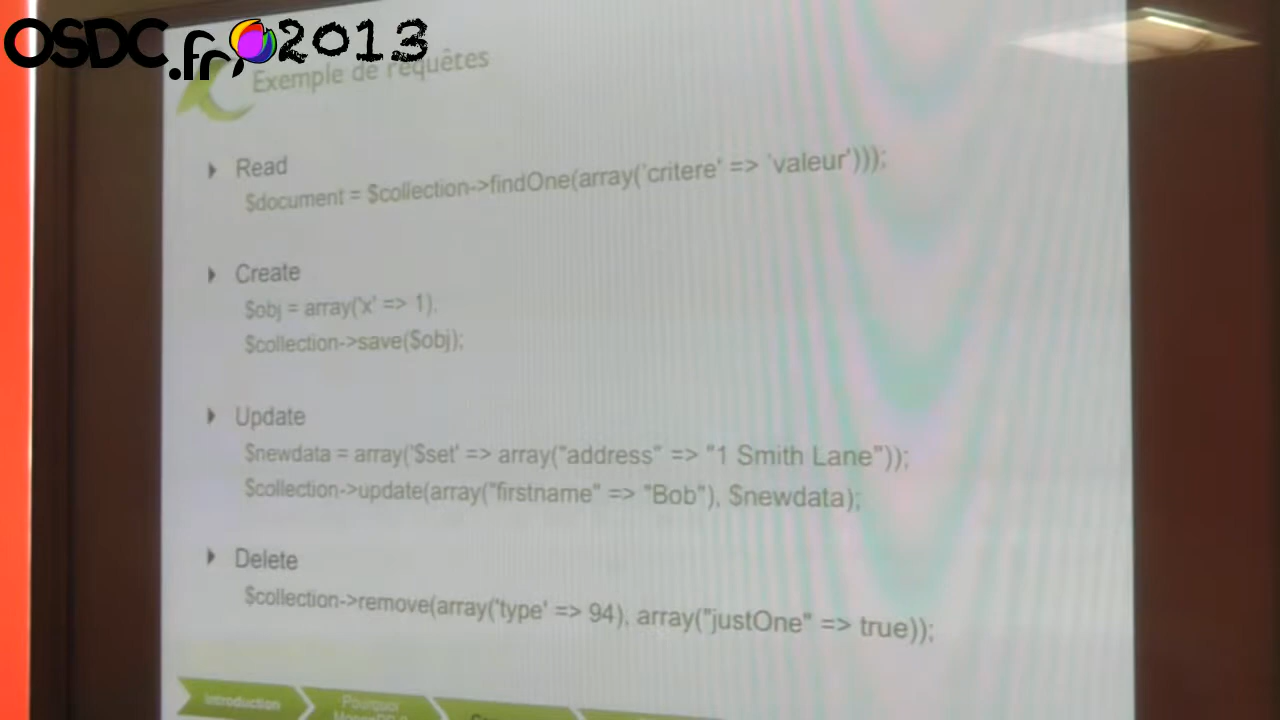 OSDC.fr 2013
Exemple de requêtes
Read
$document = $collection->findOne(array('critere' => 'valeur')));
Create
$obj = array('x' => 1),
$collection->save($obj);
Update
$newdata = array('$set' => array("address" => "1 Smith Lane"));
$collection->update(array("firstname" => "Bob"), $newdata);
Delete
$collection->remove(array('type' => 94), array("justOne" => true));
Introduction
Pourquoi